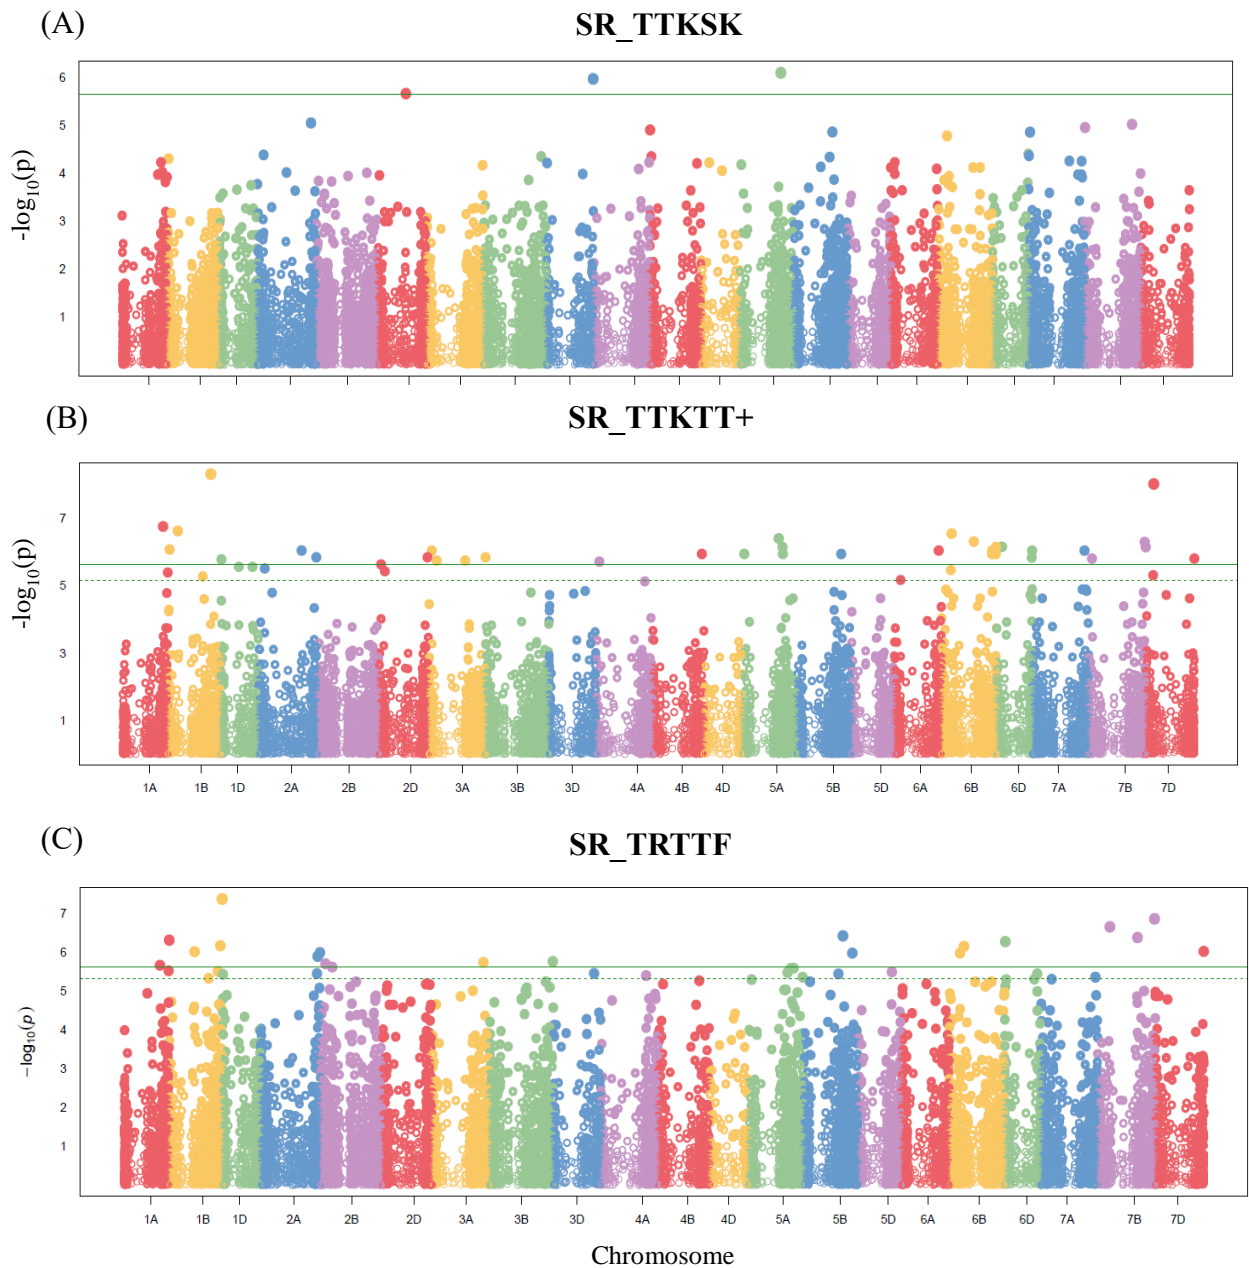 (A)
SR_TTKSK
-log10(p)
6
5
4
3
2
1
(B)
SR_TTKTT+
-log10(p)
7
5
3
1
1A 1B 1D 2A 2B 2D 3A 3B 3D 4A 4B 4D 5A 5B 5D 6A 6B 6D 7A 7B 7D
(C)
SR_TRTTF
−log10(p)
7
6
5
4
3
2
1
1A 1B 1D 2A 2B 2D 3A 3B 3D 4A 4B 4D 5A 5B 5D 6A 6B 6D 7A 7B 7D
Chromosome